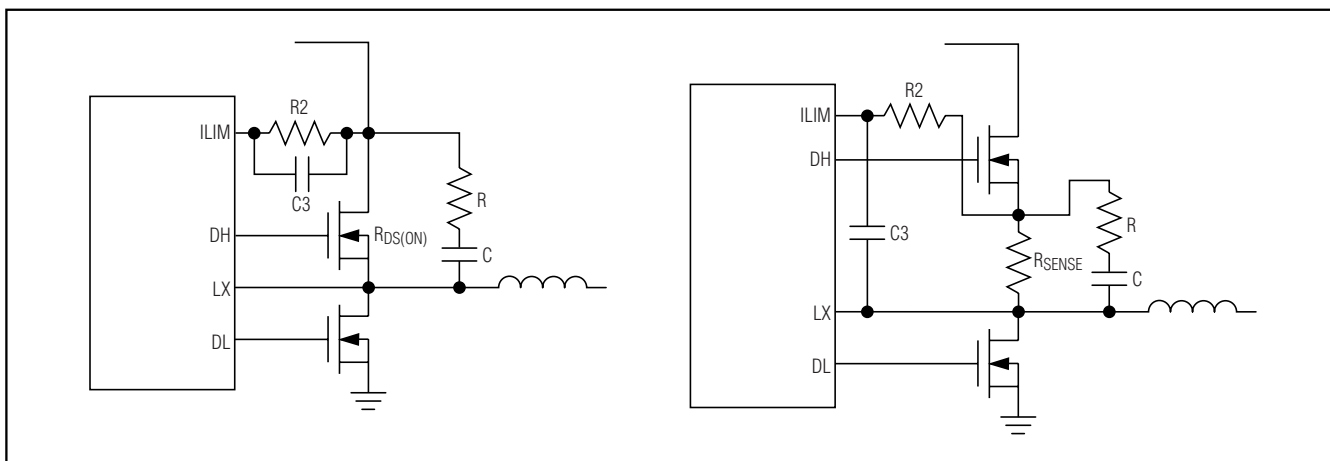 R2
ILIM
C3
R
DH
RDS(ON)
C
LX
DL
R2
ILIM
DH
R
C3
RSENSE
C
LX
DL